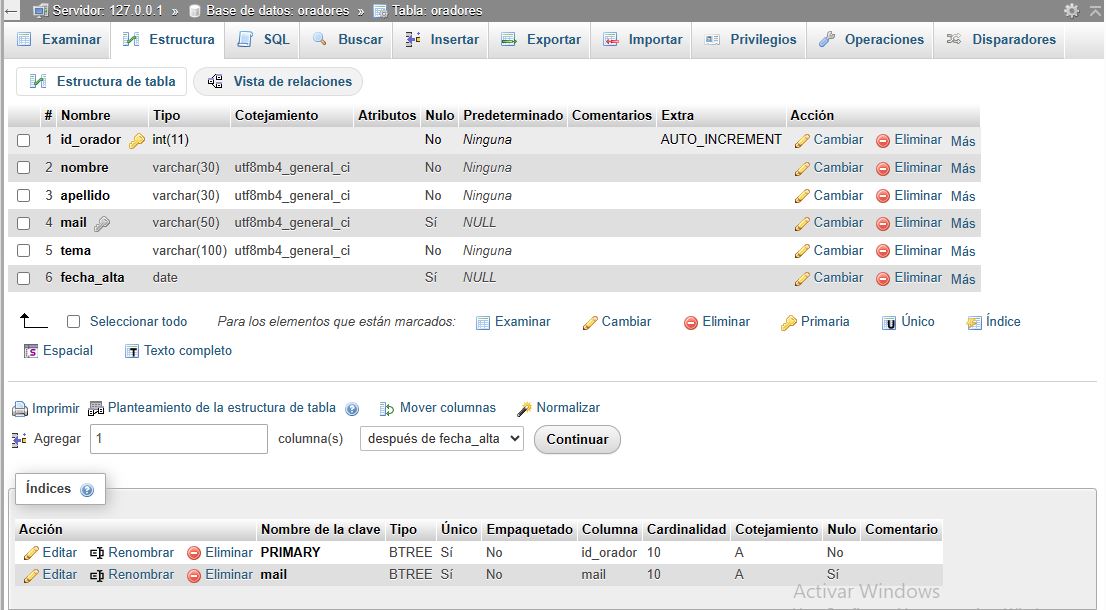 Servidor: 127.0.0.1 » Base de datos: oradores » Tabla: oradores
Examinar Estructura SQL Buscar Insertar Exportar Importar Privilegios Operaciones Disparadores
Estructura de tabla Vista de relaciones
# Nombre Tipo Cotejamiento Atributos Nulo Predeterminado Comentarios Extra Acción
1 id_orador int(11) No Ninguna AUTO_INCREMENT Cambiar Eliminar Más
2 nombre varchar(30) utf8mb4_general_ci No Ninguna Cambiar Eliminar Más
3 apellido varchar(30) utf8mb4_general_ci No Ninguna Cambiar Eliminar Más
4 mail varchar(50) utf8mb4_general_ci Sí NULL Cambiar Eliminar Más
5 tema varchar(100) utf8mb4_general_ci No Ninguna Cambiar Eliminar Más
6 fecha_alta date Sí NULL Cambiar Eliminar Más
Seleccionar todo Para los elementos que están marcados: Examinar Cambiar Eliminar Primaria Único Índice
Espacial Texto completo
Imprimir Planteamiento de la estructura de tabla Mover columnas Normalizar
Agregar 1 columna(s) después de fecha_alta Continuar
Índices
Acción Nombre de la clave Tipo Único Empaquetado Columna Cardinalidad Cotejamiento Nulo Comentario
Editar Renombrar Eliminar PRIMARY BTREE Sí No id_orador 10 A No
Editar Renombrar Eliminar mail BTREE Sí No mail 10 A Sí
Activar Windows